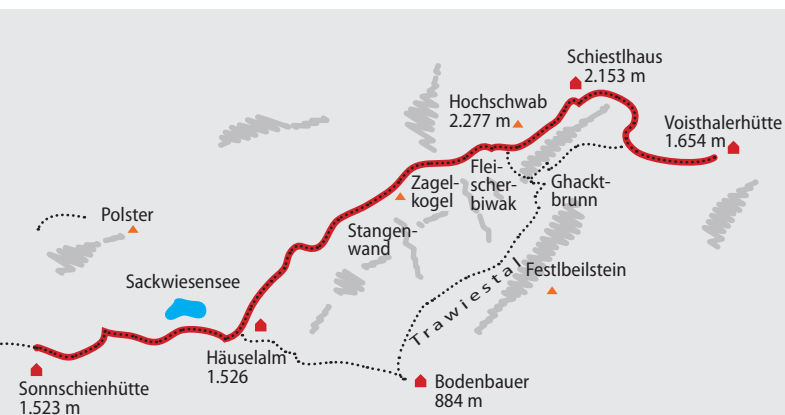 Schiestlhaus
2.153 m
Hochschwab
2.277 m
Voisthalerhütte
1.654 m
Zagel-
kogel
Flei-
scher-
biwak
Ghackt-
brunn
Stangen-
wand
Polster
Sackwiesensee
Festlbeilstein
Trawiestal
Häuselalm
1.526
Sonnschienhütte
1.523 m
Bodenbauer
884 m